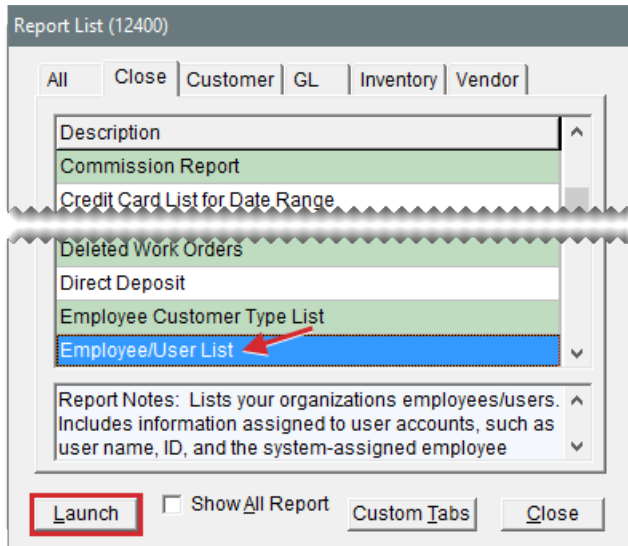 Report List (12400)
All Close Customer GL Inventory Vendor
Description
Commission Report
Credit Card List for Date Range
Deleted Work Orders
Direct Deposit
Employee Customer Type List
Employee/User List
Report Notes: Lists your organizations employees/users.
Includes information assigned to user accounts, such as
user name, ID, and the system-assigned employee
Launch Show All Report Custom Tabs Close